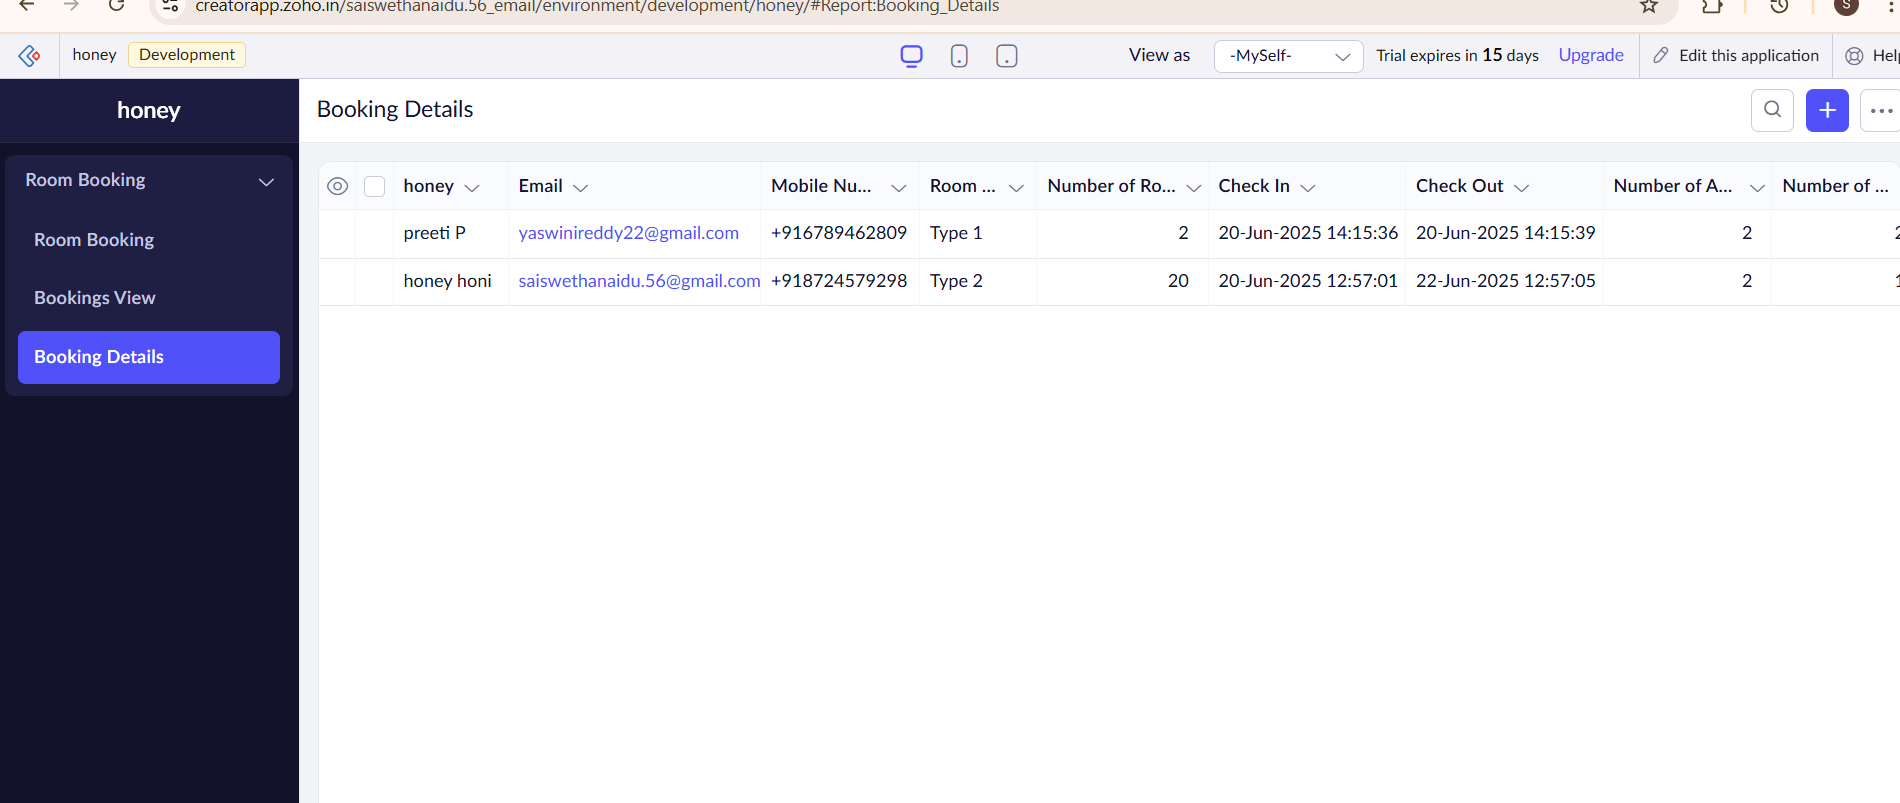 creatorapp.zoho.in/saiswethanaidu.56_email/environment/development/honey/#Report:Booking_Details
S
honey Development View as -MySelf- Trial expires in 15 days Upgrade Edit this application
honey
Booking Details
Room Booking
Room Booking
Bookings View
Booking Details
honey Email Mobile Nu... Room ... Number of Ro... Check In Check Out Number of A... Number of ...
preeti P yaswinireddy22@gmail.com +916789462809 Type 1 2 20-Jun-2025 14:15:36 20-Jun-2025 14:15:39 2
honey honi saiswethanaidu.56@gmail.com +918724579298 Type 2 20 20-Jun-2025 12:57:01 22-Jun-2025 12:57:05 2